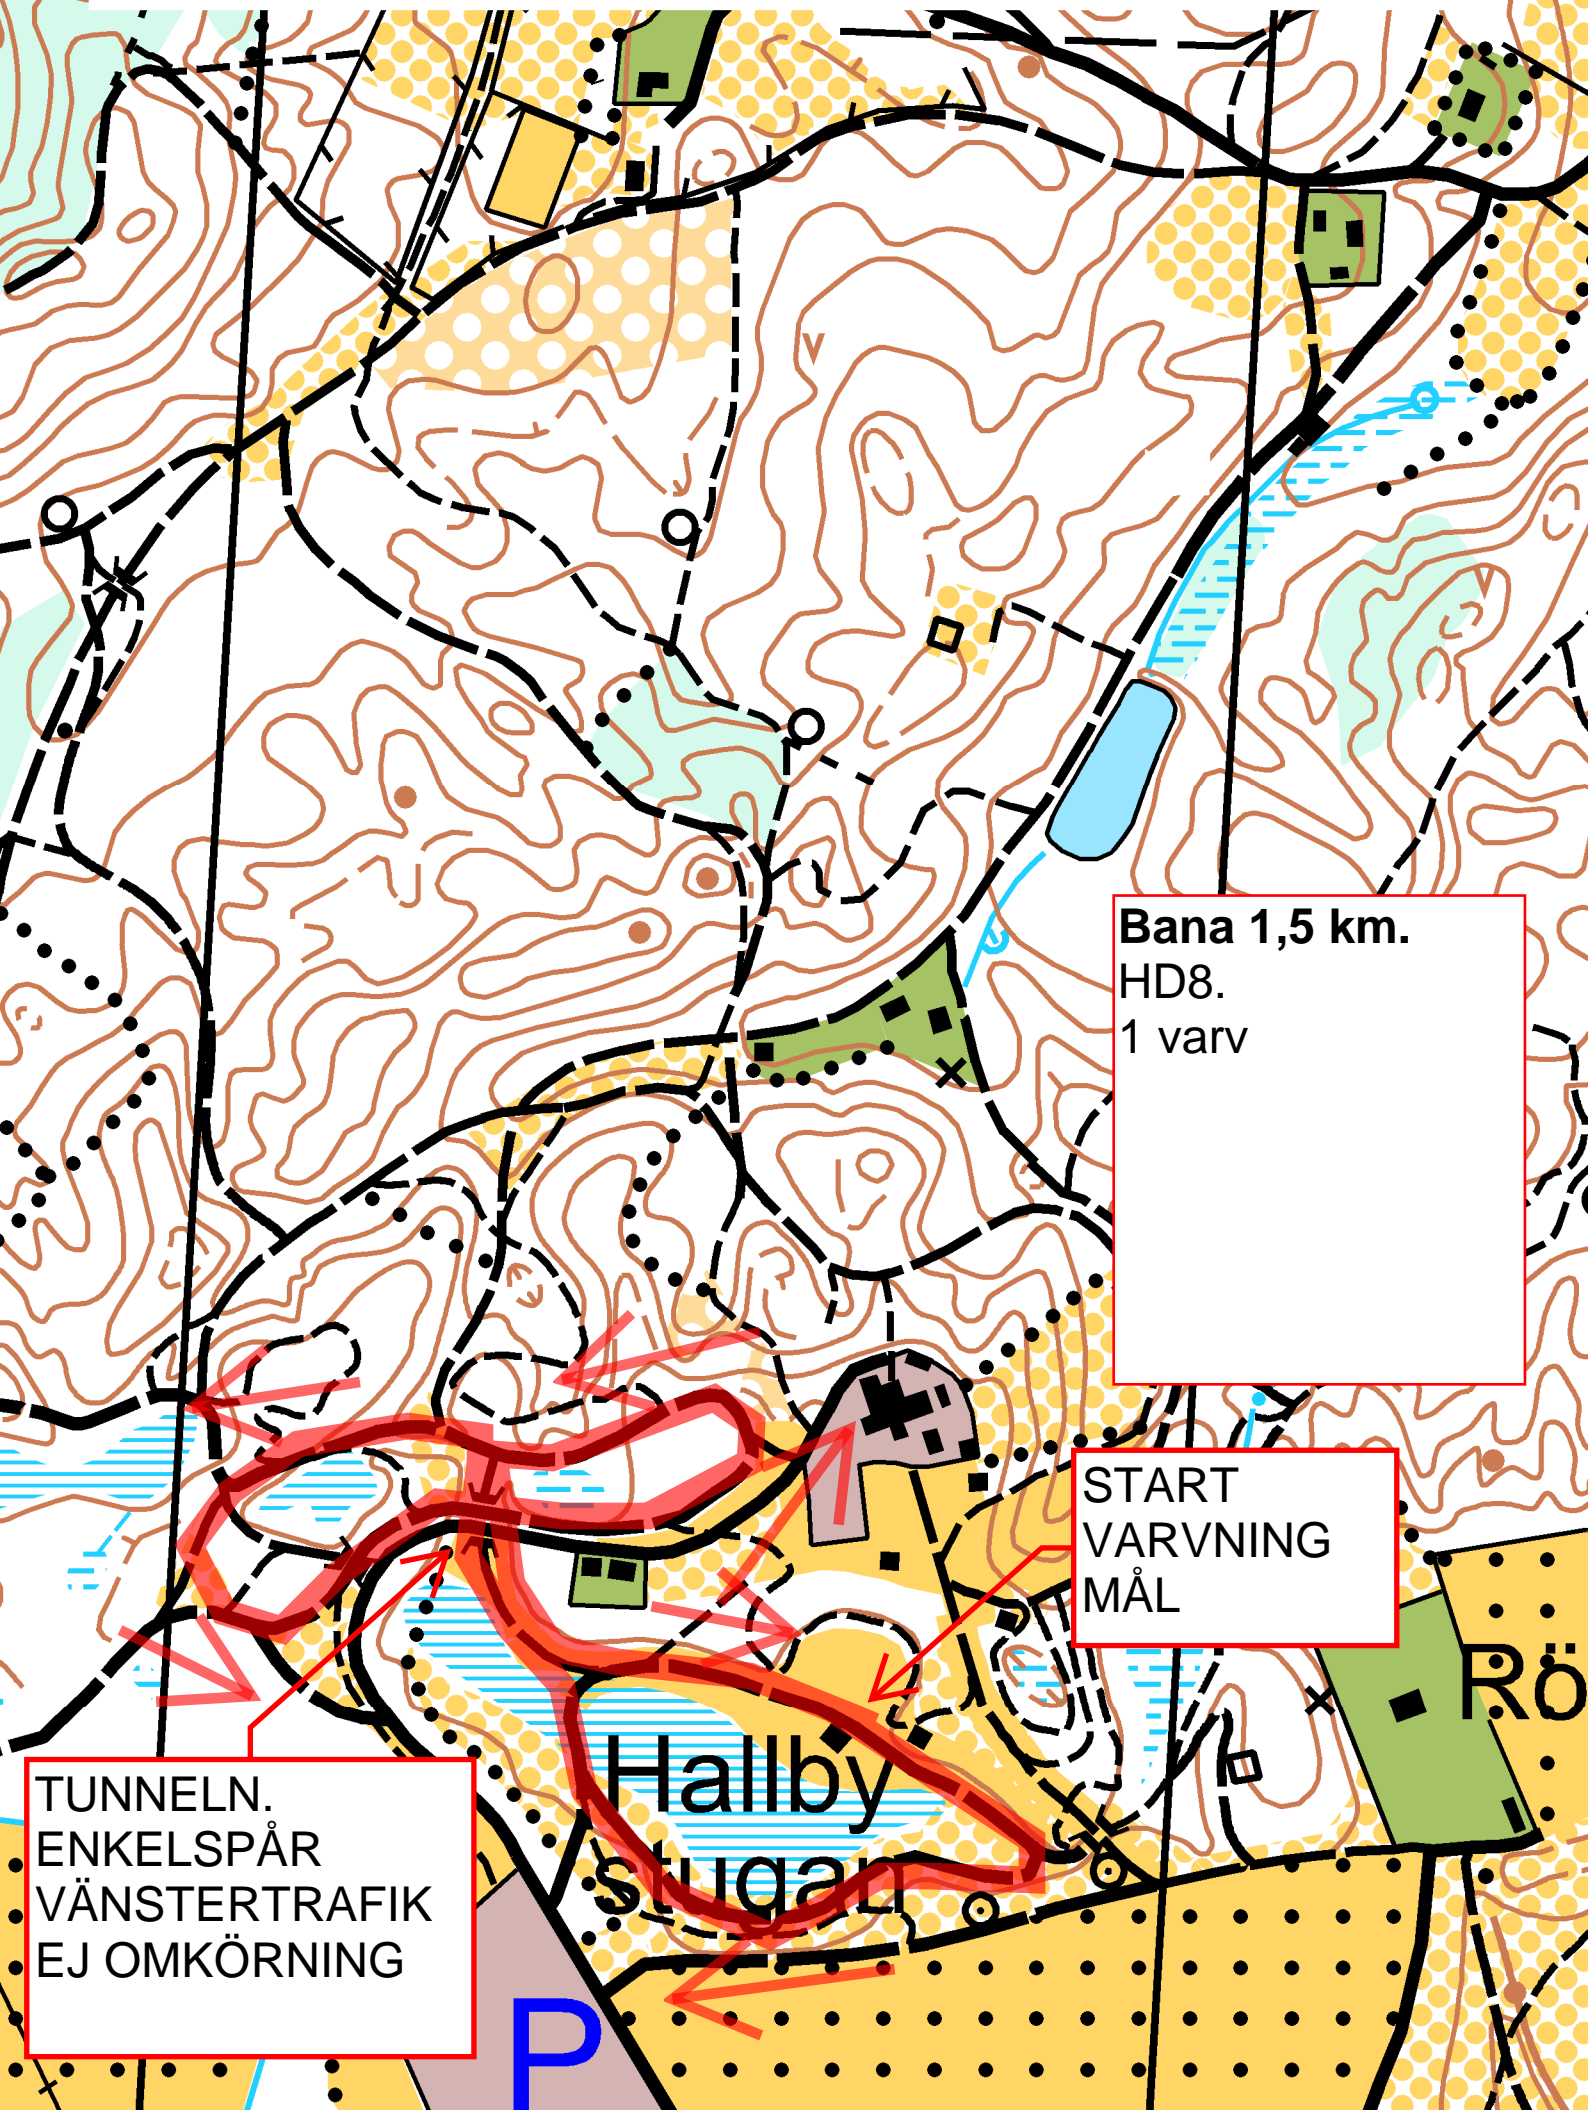 Bana 1,5 km.
HD8.
1 varv
START
VARVNING
MÅL
Rö
Hallby
stugan
TUNNELN.
ENKELSPÅR
VÄNSTERTRAFIK
EJ OMKÖRNING
P